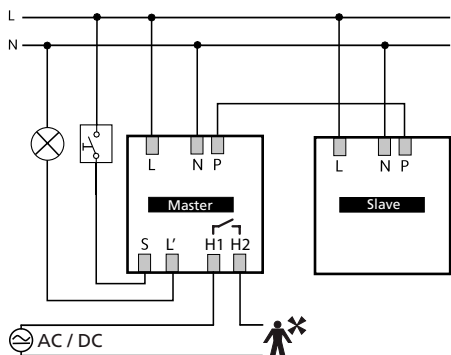 L
N
L N P
L N P
Master
Slave
S L' H1 H2
AC / DC